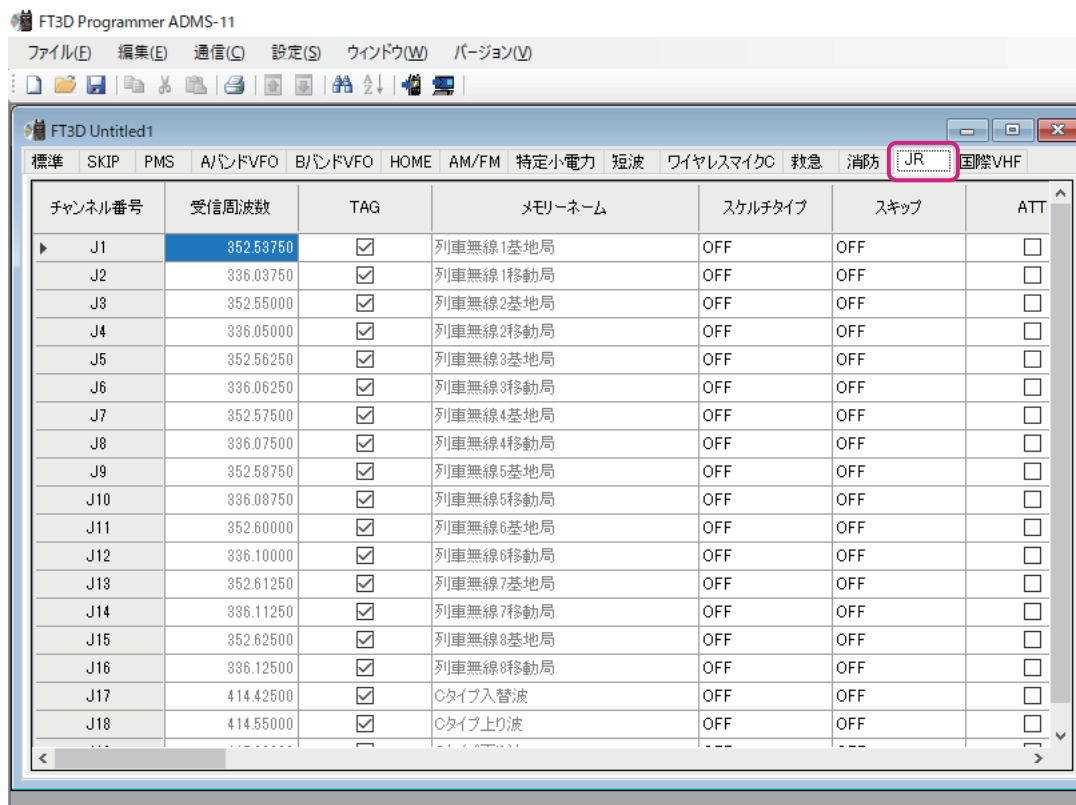 FT3D Programmer ADMS-11
ファイル(F) 編集(E) 通信(C) 設定(S) ウィンドウ(W) バージョン(V)
FT3D Untitled1
標準 SKIP PMS AバンドVFO BバンドVFO HOME AM/FM 特定小電力 短波 ワイヤレスマイクC 救急 消防 JR 国際VHF
チャンネル番号 受信周波数 TAG メモリーネーム スケルチタイプ スキップ ATT
J1 352.53750 列車無線1基地局 OFF OFF
J2 336.03750 列車無線1移動局 OFF OFF
J3 352.55000 列車無線2基地局 OFF OFF
J4 336.05000 列車無線2移動局 OFF OFF
J5 352.56250 列車無線3基地局 OFF OFF
J6 336.06250 列車無線3移動局 OFF OFF
J7 352.57500 列車無線4基地局 OFF OFF
J8 336.07500 列車無線4移動局 OFF OFF
J9 352.58750 列車無線5基地局 OFF OFF
J10 336.08750 列車無線5移動局 OFF OFF
J11 352.60000 列車無線6基地局 OFF OFF
J12 336.10000 列車無線6移動局 OFF OFF
J13 352.61250 列車無線7基地局 OFF OFF
J14 336.11250 列車無線7移動局 OFF OFF
J15 352.62500 列車無線8基地局 OFF OFF
J16 336.12500 列車無線8移動局 OFF OFF
J17 414.42500 Cタイプ入替波 OFF OFF
J18 414.55000 Cタイプ上り波 OFF OFF